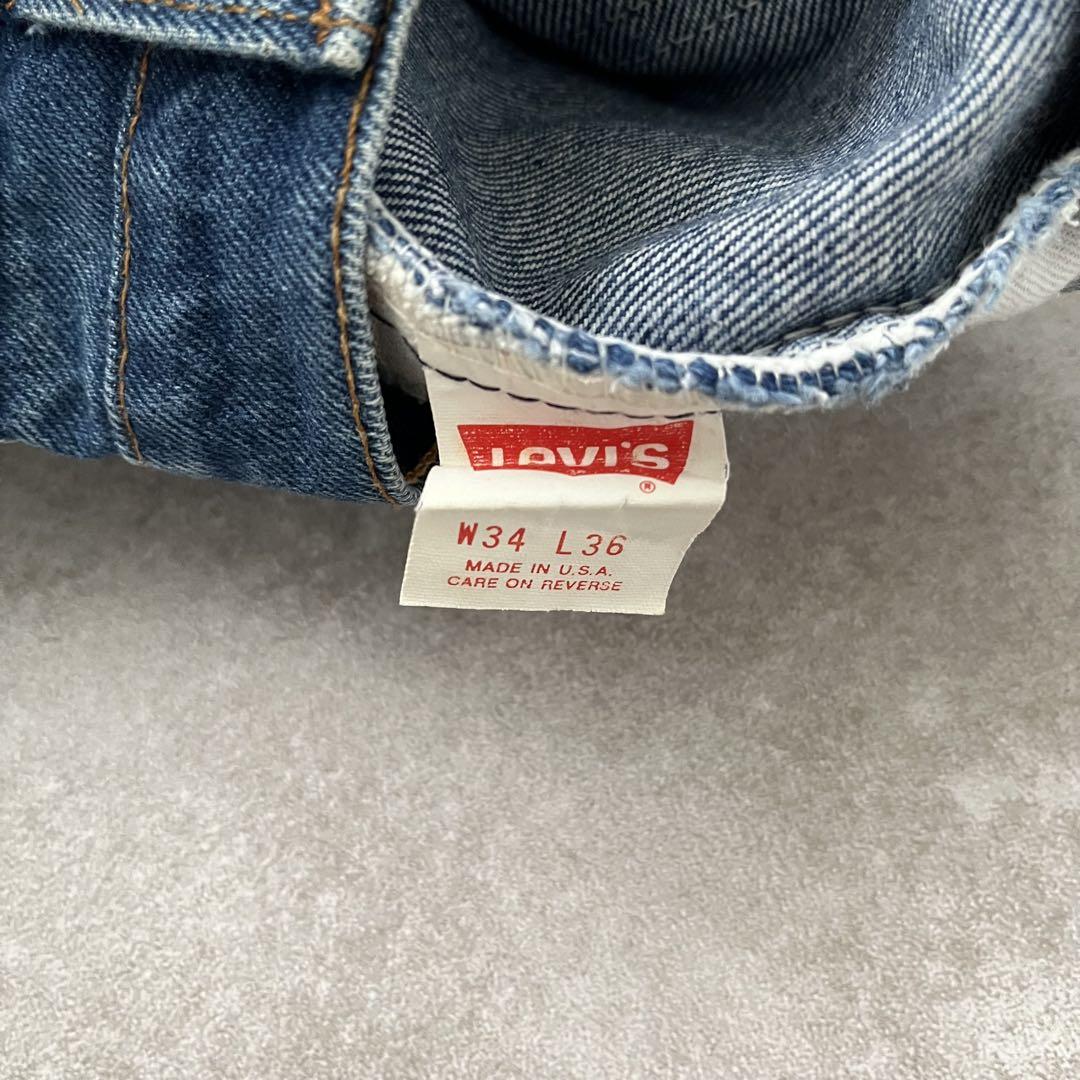 Levi's
®
W34 L36
MADE IN U.S.A.
CARE ON REVERSE